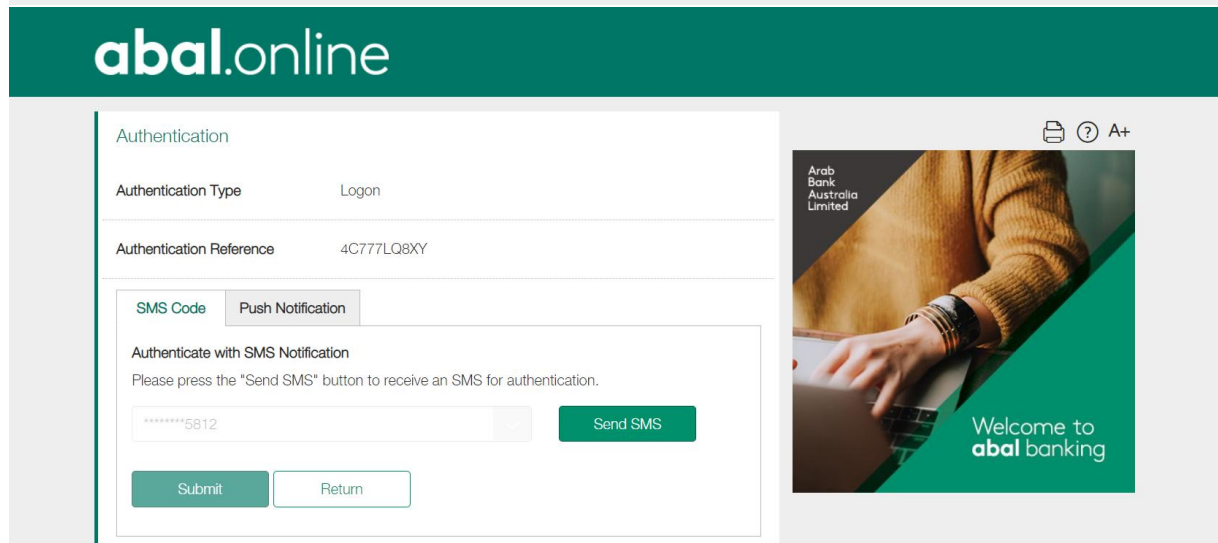 abal.online
Authentication
Authentication Type Logon
Authentication Reference 4C777LQ8XY
SMS Code Push Notification
Authenticate with SMS Notification
Please press the "Send SMS" button to receive an SMS for authentication.
********5812 Send SMS
Submit Return
A+
Arab
Bank
Australia
Limited
Welcome to
abal banking